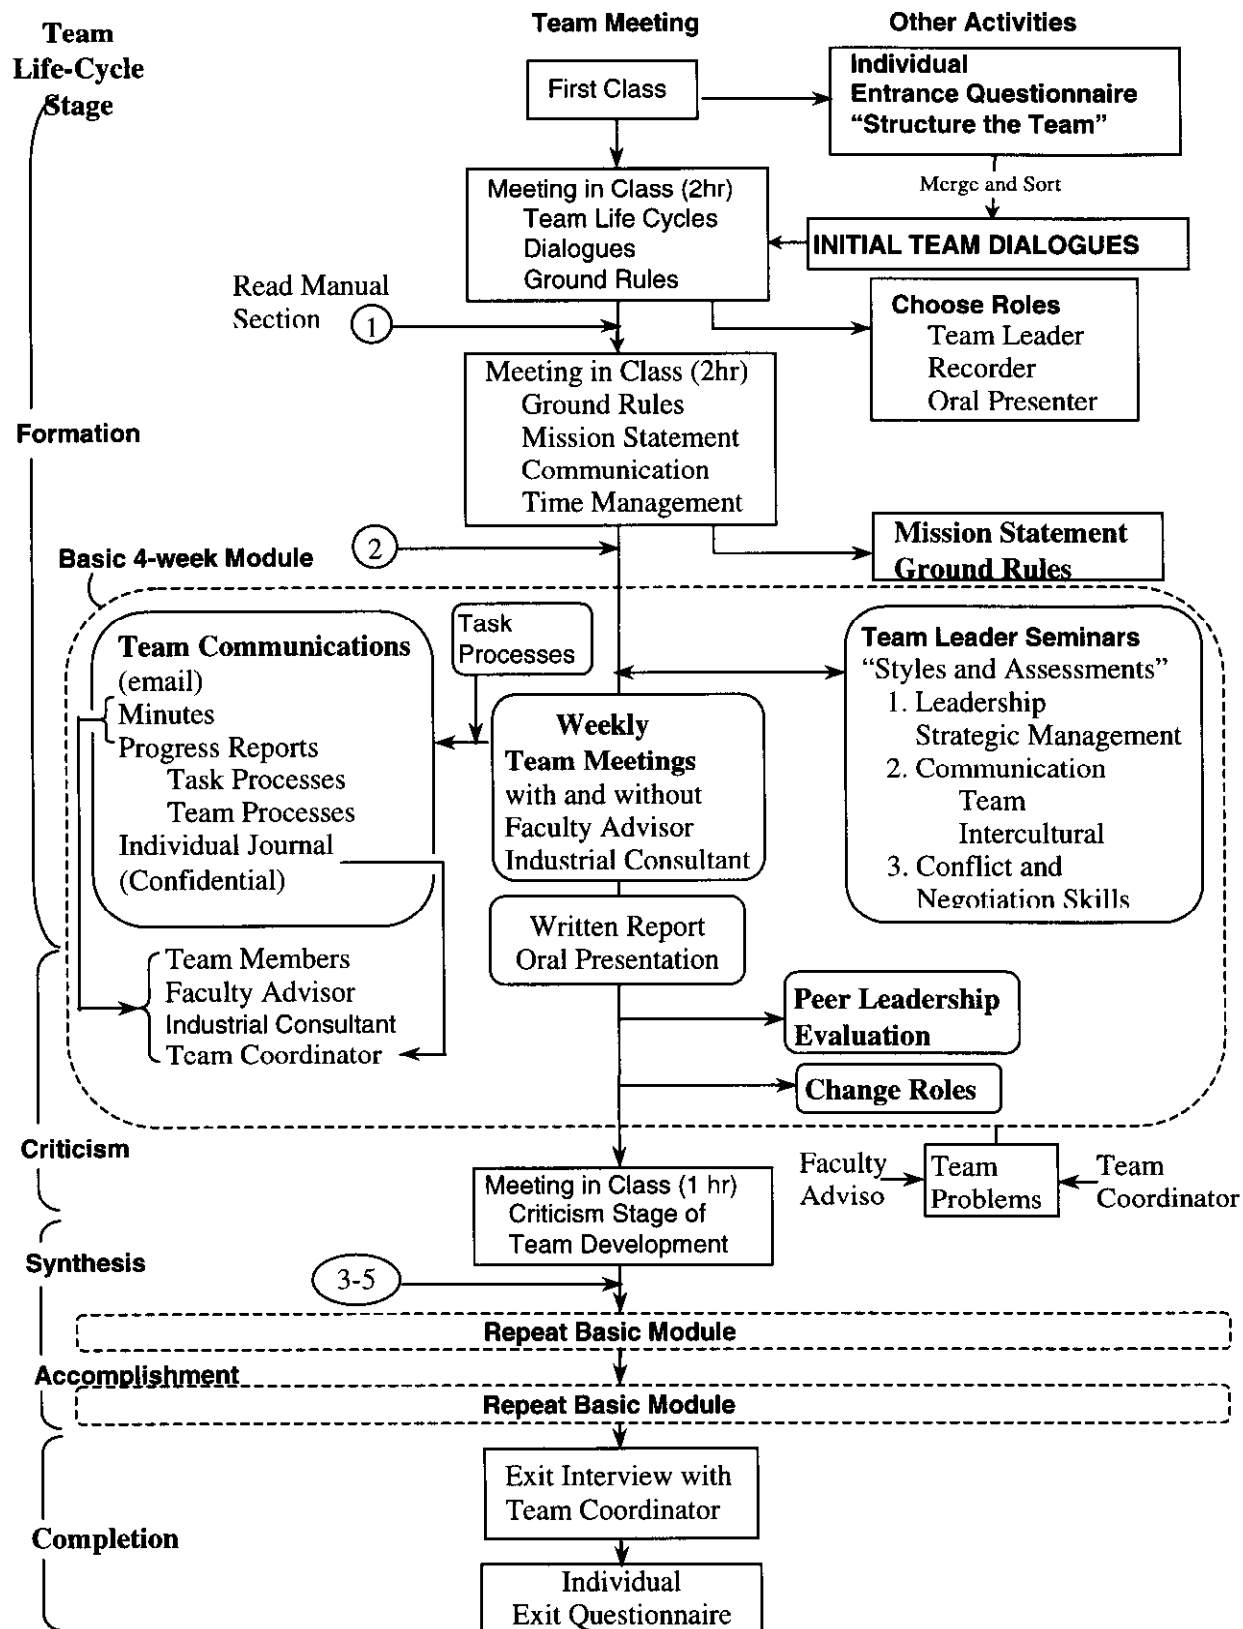 Team
Life-Cycle
Stage
Team Meeting
Other Activities
First Class
Individual
Entrance Questionnaire
“Structure the Team”
Merge and Sort
INITIAL TEAM DIALOGUES
Meeting in Class (2hr)
Team Life Cycles
Dialogues
Ground Rules
Read Manual
Section
1
Choose Roles
Team Leader
Recorder
Oral Presenter
Meeting in Class (2hr)
Ground Rules
Mission Statement
Communication
Time Management
Formation
2
Mission Statement
Ground Rules
Basic 4-week Module
Team Communications
(email)
Minutes
Progress Reports
Task Processes
Team Processes
Individual Journal
(Confidential)
Task
Processes
Weekly
Team Meetings
with and without
Faculty Advisor
Industrial Consultant
Team Leader Seminars
“Styles and Assessments”
1. Leadership
Strategic Management
2. Communication
Team
Intercultural
3. Conflict and
Negotiation Skills
Written Report
Oral Presentation
Team Members
Faculty Advisor
Industrial Consultant
Team Coordinator
Peer Leadership
Evaluation
Change Roles
Criticism
Meeting in Class (1 hr)
Criticism Stage of
Team Development
Faculty
Adviso
Team
Problems
Team
Coordinator
Synthesis
3-5
Repeat Basic Module
Accomplishment
Repeat Basic Module
Exit Interview with
Team Coordinator
Completion
Individual
Exit Questionnaire